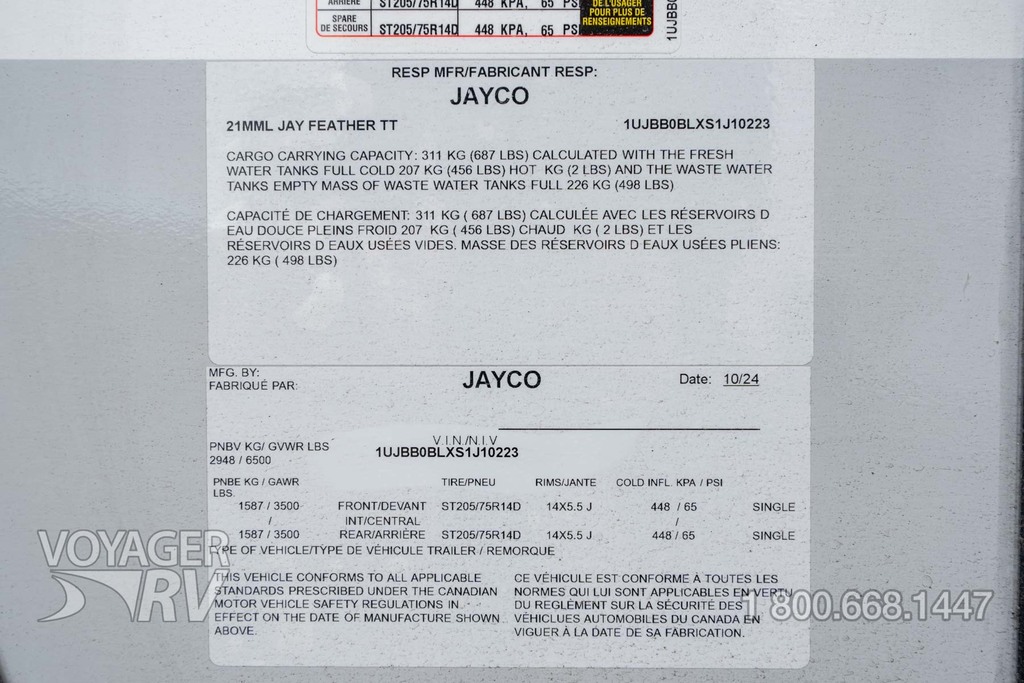 ARRIÈRE ST205/75R14D 448 KPA, 65 PSI
SPARE
DE SECOURS ST205/75R14D 448 KPA, 65 PSI
DE L'USAGER
POUR PLUS DE
RENSEIGNEMENTS
RESP MFR/FABRICANT RESP:
JAYCO
21MML JAY FEATHER TT 1UJBB0BLXS1J10223
CARGO CARRYING CAPACITY: 311 KG (687 LBS) CALCULATED WITH THE FRESH
WATER TANKS FULL COLD 207 KG (456 LBS) HOT KG (2 LBS) AND THE WASTE WATER
TANKS EMPTY MASS OF WASTE WATER TANKS FULL 226 KG (498 LBS)
CAPACITÉ DE CHARGEMENT: 311 KG ( 687 LBS) CALCULÉE AVEC LES RÉSERVOIRS D
EAU DOUCE PLEINS FROID 207 KG ( 456 LBS) CHAUD KG ( 2 LBS) ET LES
RÉSERVOIRS D EAUX USÉES VIDES. MASSE DES RÉSERVOIRS D EAUX USÉES PLIENS:
226 KG ( 498 LBS)
MFG. BY:
FABRIQUÉ PAR: JAYCO Date: 10/24
V.I.N./N.I.V
PNBV KG/ GVWR LBS 1UJBB0BLXS1J10223
2948 / 6500
PNBE KG / GAWR TIRE/PNEU RIMS/JANTE COLD INFL. KPA / PSI
LBS.
1587 / 3500 FRONT/DEVANT ST205/75R14D 14X5.5 J 448 / 65 SINGLE
/ INT/CENTRAL /
1587 / 3500 REAR/ARRIÈRE ST205/75R14D 14X5.5 J 448 / 65 SINGLE
TYPE OF VEHICLE/TYPE DE VÉHICULE TRAILER / REMORQUE
THIS VEHICLE CONFORMS TO ALL APPLICABLE
STANDARDS PRESCRIBED UNDER THE CANADIAN
MOTOR VEHICLE SAFETY REGULATIONS IN
EFFECT ON THE DATE OF MANUFACTURE SHOWN
ABOVE.
CE VÉHICULE EST CONFORME À TOUTES LES
NORMES QUI LUI SONT APPLICABLES EN VERTU
DU REGLÉMENT SUR LA SÉCURITÉ DES
VÉHICLUES AUTOMOBILES DU CANADA EN
VIGUER À LA DATE DE SA FABRICATION.
VOYAGER
RV
1 800.668.1447